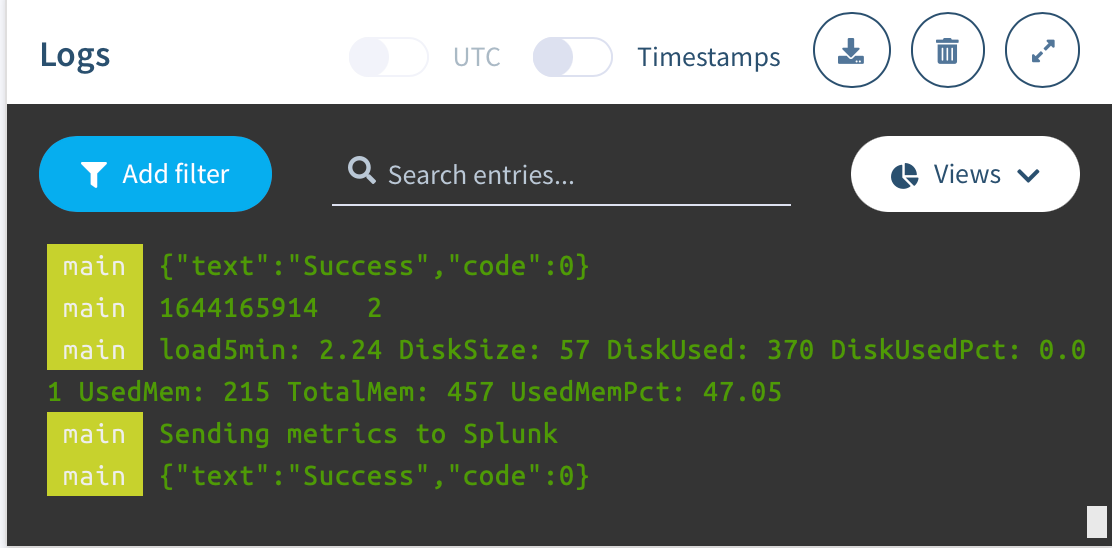 Logs UTC Timestamps
Add filter Search entries... Views
main {"text":"Success","code":0}
main 1644165914 2
main load5min: 2.24 DiskSize: 57 DiskUsed: 370 DiskUsedPct: 0.0
1 UsedMem: 215 TotalMem: 457 UsedMemPct: 47.05
main Sending metrics to Splunk
main {"text":"Success","code":0}